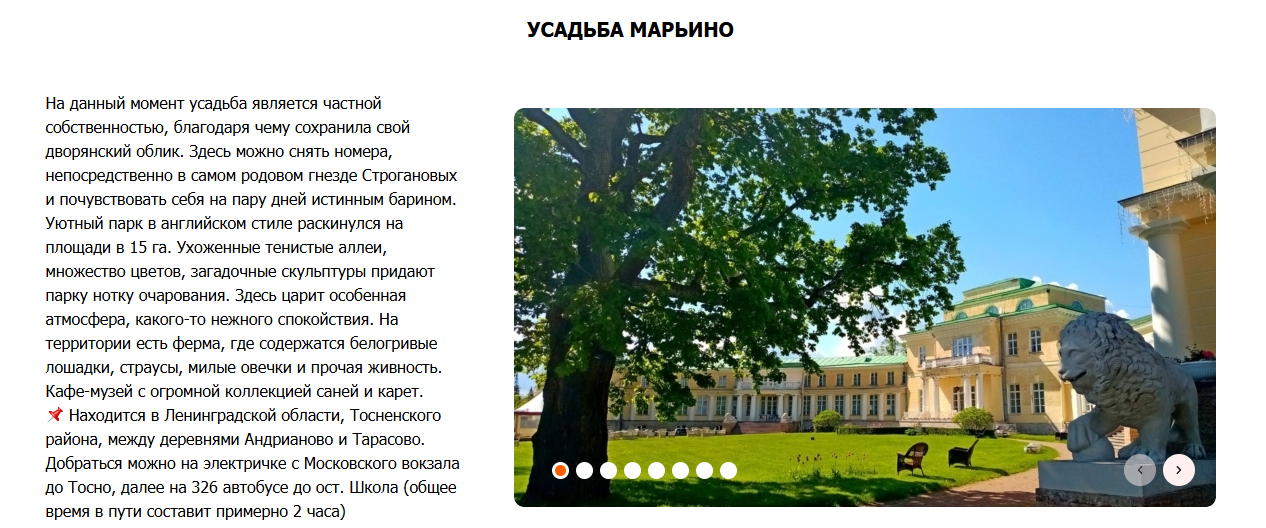 УСАДЬБА МАРЬИНО
На данный момент усадьба является частной
собственностью, благодаря чему сохранила свой
дворянский облик. Здесь можно снять номера,
непосредственно в самом родовом гнезде Строгановых
и почувствовать себя на пару дней истинным барином.
Уютный парк в английском стиле раскинулся на
площади в 15 га. Ухоженные тенистые аллеи,
множество цветов, загадочные скульптуры придают
парку нотку очарования. Здесь царит особенная
атмосфера, какого-то нежного спокойствия. На
территории есть ферма, где содержатся белогривые
лошадки, страусы, милые овечки и прочая живность.
Кафе-музей с огромной коллекцией саней и карет.
📌 Находится в Ленинградской области, Тосненского
района, между деревнями Андрианово и Тарасово.
Добраться можно на электричке с Московского вокзала
до Тосно, далее на 326 автобусе до ост. Школа (общее
время в пути составит примерно 2 часа)